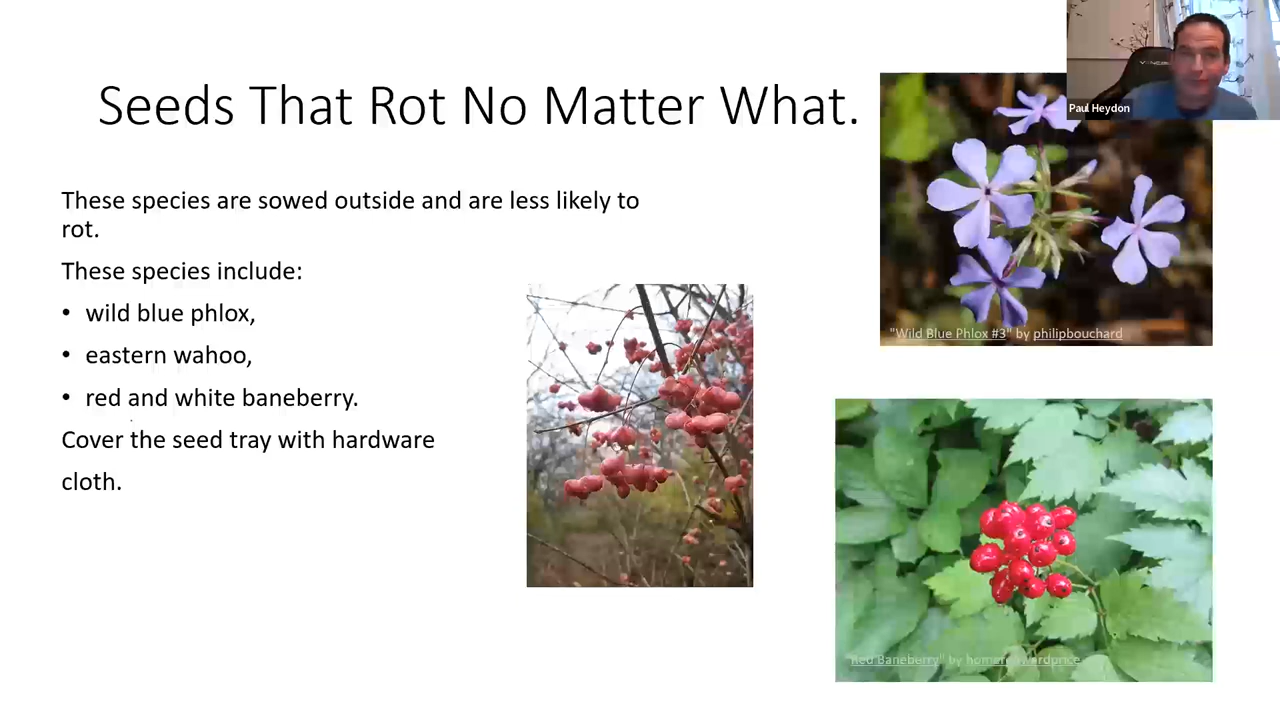 Paul Heydon
Seeds That Rot No Matter What.
These species are sowed outside and are less likely to
rot.
These species include:
• wild blue phlox,
• eastern wahoo,
• red and white baneberry.
Cover the seed tray with hardware
cloth.
"Wild Blue Phlox #3" by philipbouchard
"Red Baneberry" by homeredwardprice